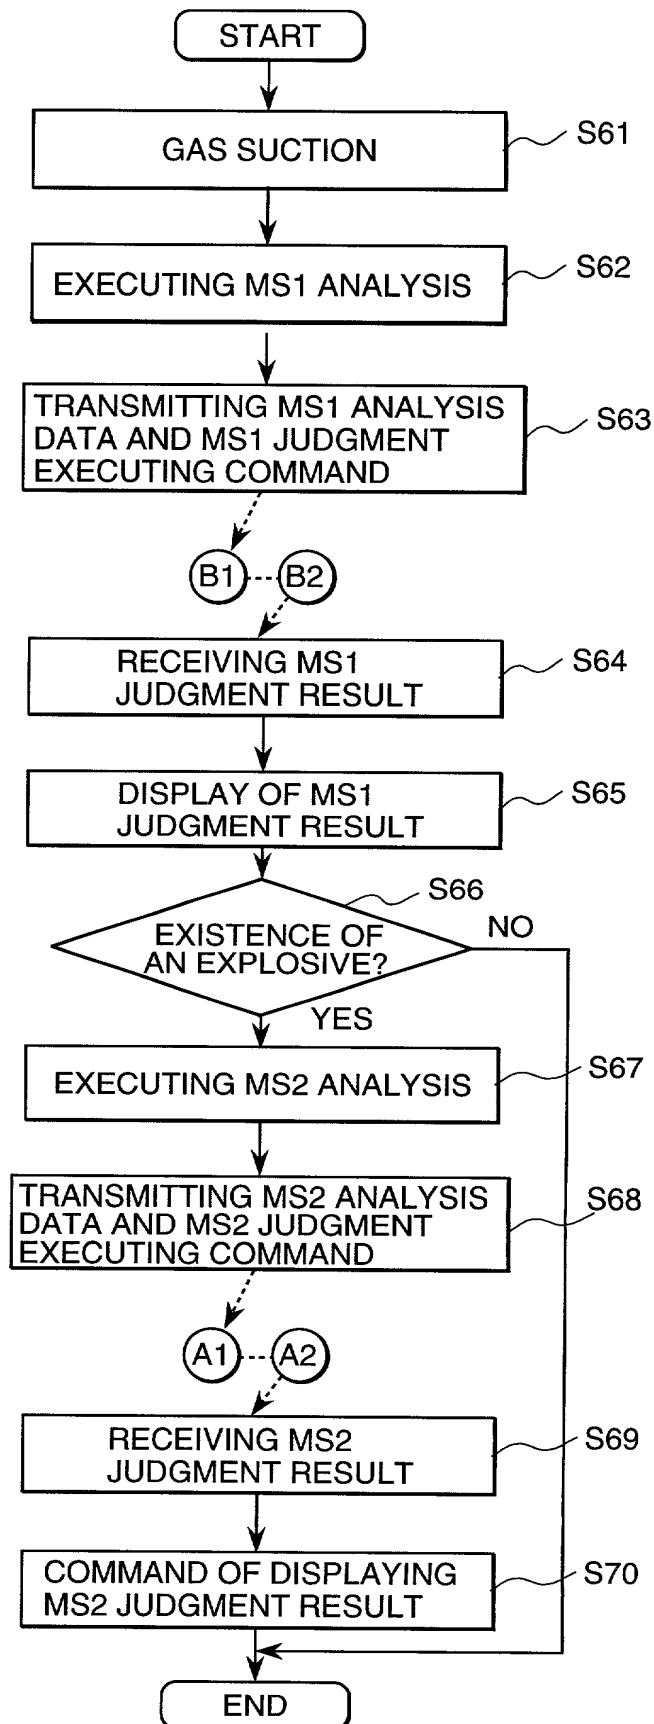 START
GAS SUCTION
S61
EXECUTING MS1 ANALYSIS
S62
TRANSMITTING MS1 ANALYSIS
DATA AND MS1 JUDGMENT
EXECUTING COMMAND
S63
B1
B2
RECEIVING MS1
JUDGMENT RESULT
S64
DISPLAY OF MS1
JUDGMENT RESULT
S65
S66
EXISTENCE OF
AN EXPLOSIVE?
NO
YES
EXECUTING MS2 ANALYSIS
S67
TRANSMITTING MS2 ANALYSIS
DATA AND MS2 JUDGMENT
EXECUTING COMMAND
S68
A1
A2
RECEIVING MS2
JUDGMENT RESULT
S69
COMMAND OF DISPLAYING
MS2 JUDGMENT RESULT
S70
END